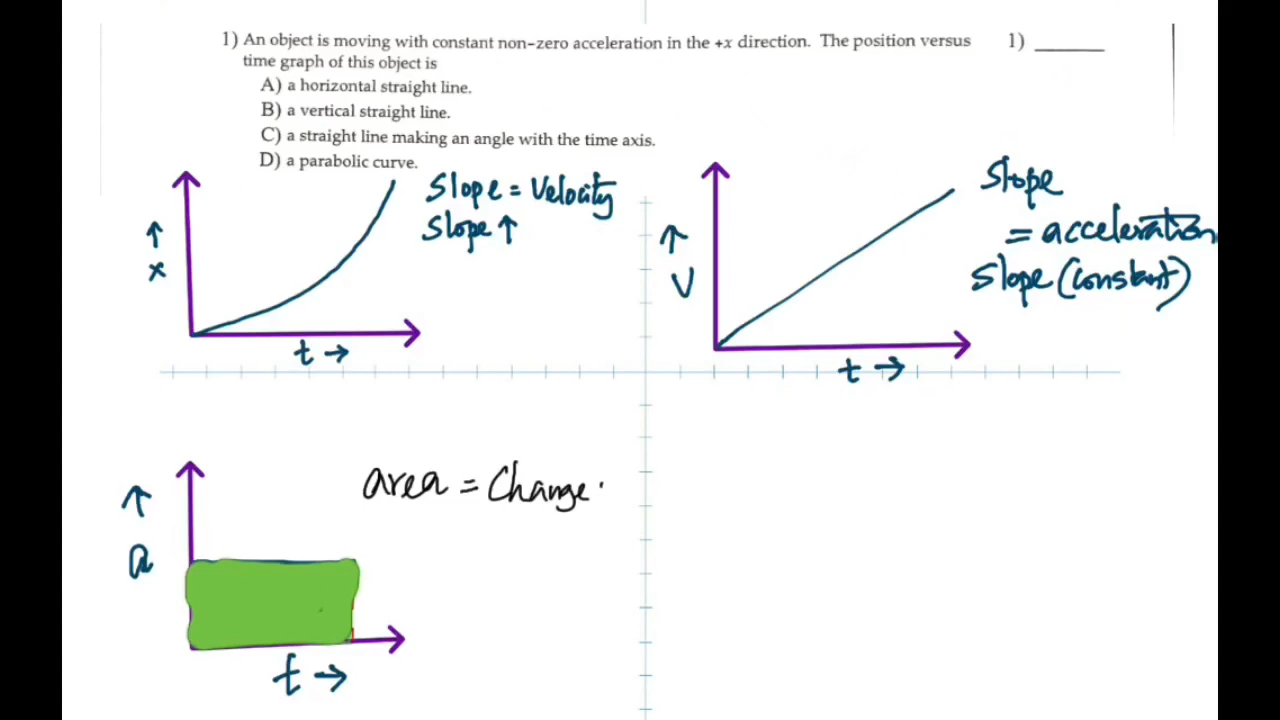 1) An object is moving with constant non-zero acceleration in the +x direction. The position versus 1) ______
time graph of this object is
A) a horizontal straight line.
B) a vertical straight line.
C) a straight line making an angle with the time axis.
D) a parabolic curve.
Slope = Velocity
Slope ↑
↑
x
t →
Slope
= acceleration
Slope (constant)
↑
V
t →
area = Change
↑
a
t →